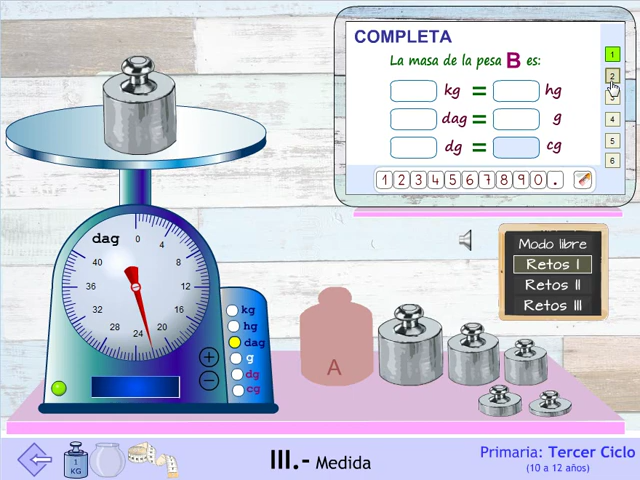 COMPLETA
La masa de la pesa B es:
kg = hg
dag = g
dg = cg
1 2 3 4 5 6 7 8 9 0 .
1
2
3
4
5
6
dag
0
4
8
12
16
20
24
28
32
36
40
kg
hg
dag
g
dg
cg
+
−
Modo libre
Retos I
Retos II
Retos III
A
1
KG
III.- Medida
Primaria: Tercer Ciclo
(10 a 12 años)